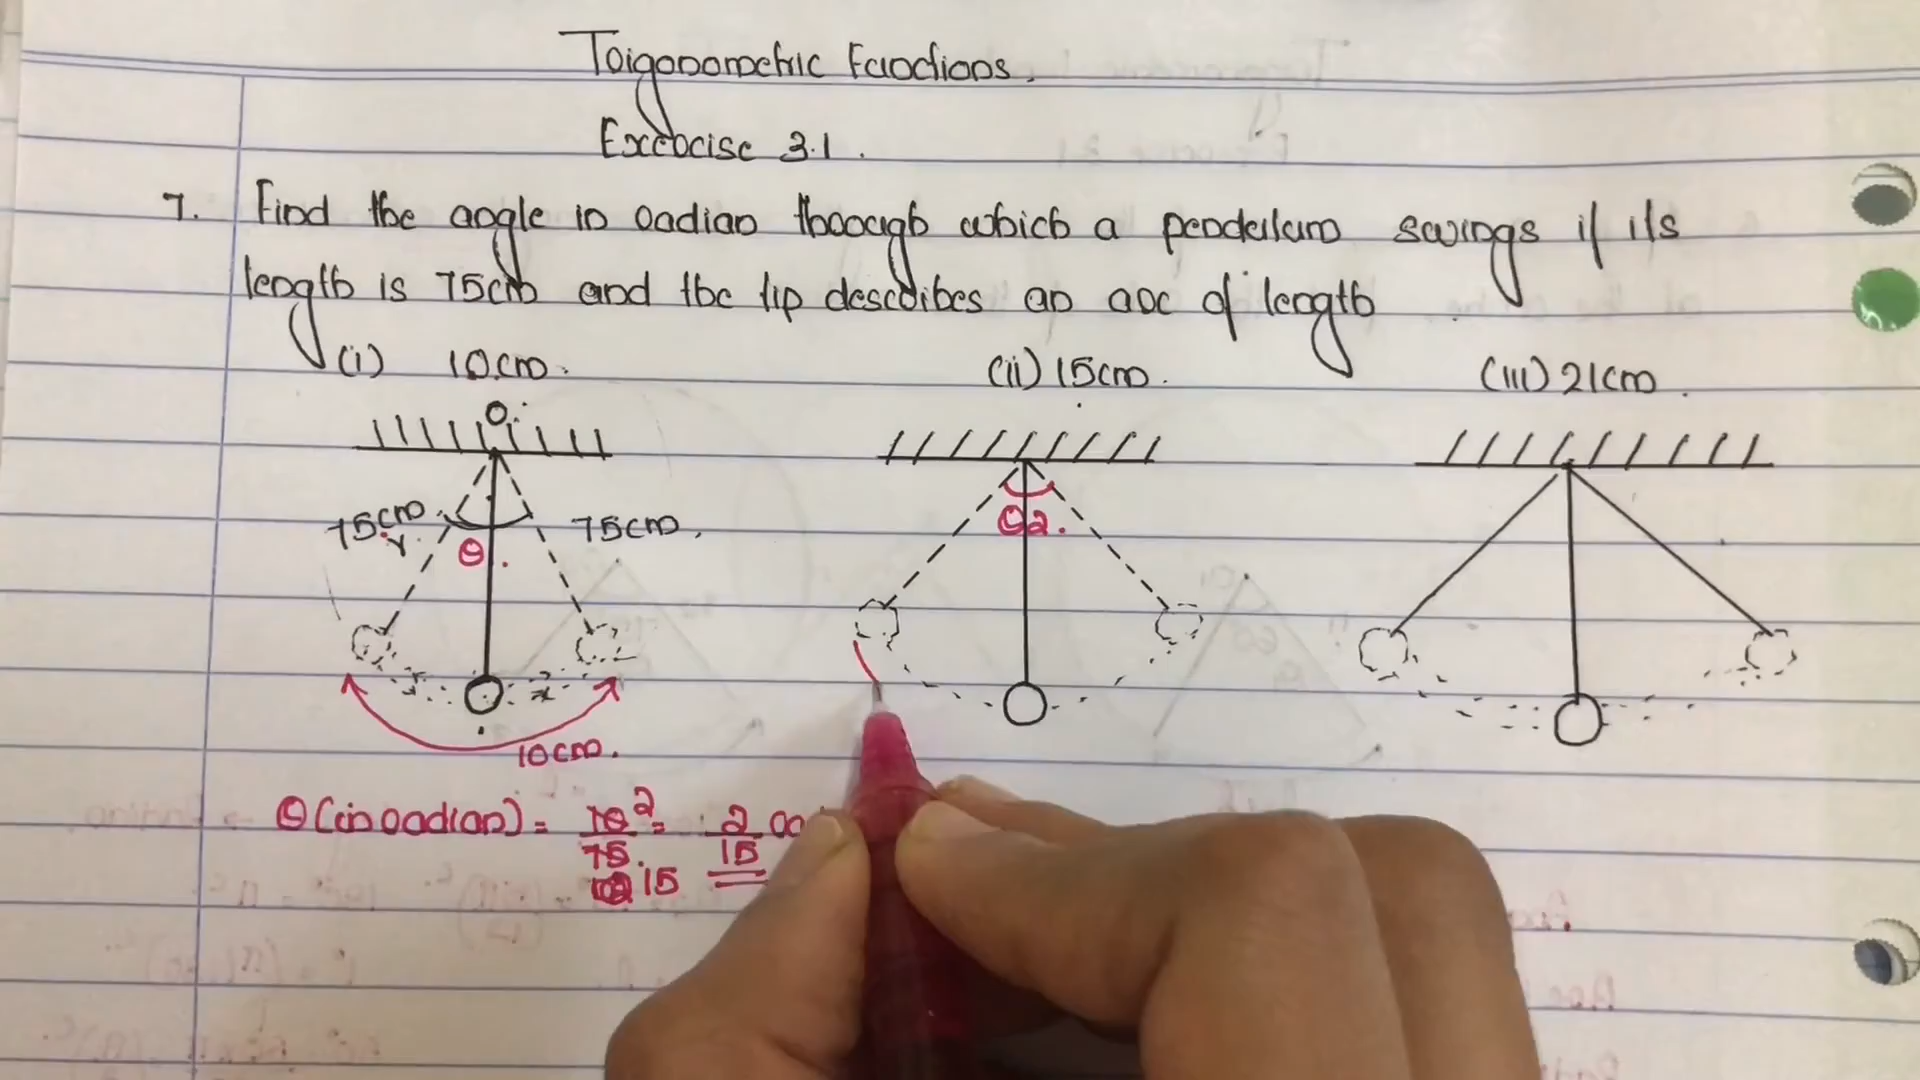 Trigonometric Functions.
Exercise 3.1.
7. Find the angle in radian through which a pendulum swings if its
length is 75cm and the tip describes an arc of length
(i) 10cm. (ii) 15cm. (iii) 21cm.
O
75cm 75cm.
r
θ. θ2.
10cm.
θ (in radian) = 10 2 = 2
75. 15
15